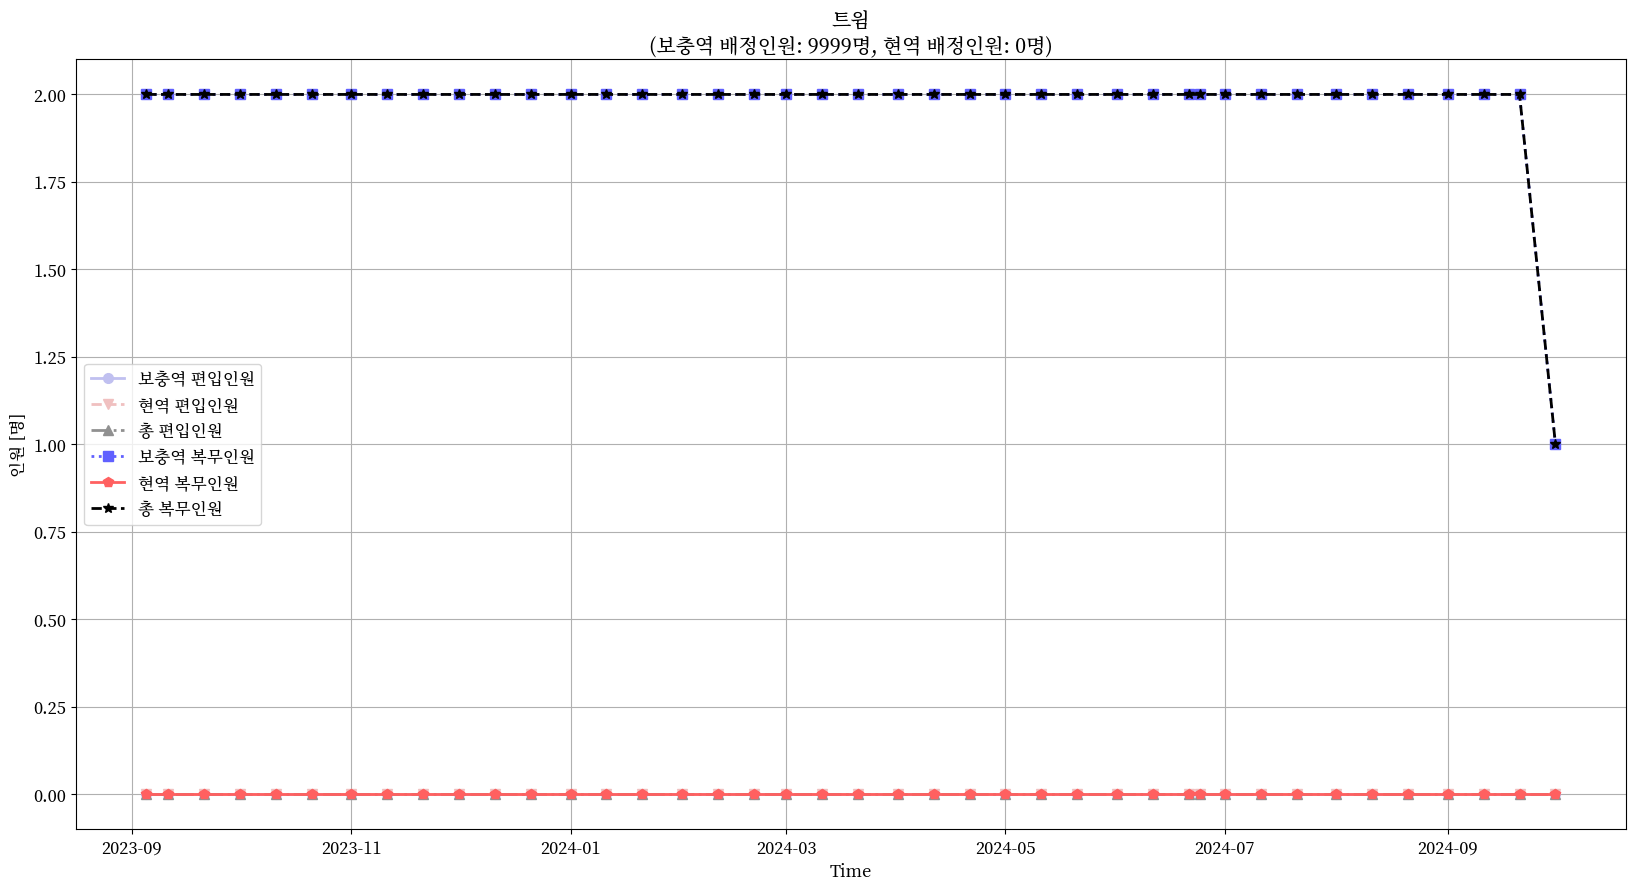 트윔
(보충역 배정인원: 9999명, 현역 배정인원: 0명)
2.00
1.75
1.50
1.25
1.00
0.75
0.50
0.25
0.00
인원 [명]
보충역 편입인원
현역 편입인원
총 편입인원
보충역 복무인원
현역 복무인원
총 복무인원
2023-09
2023-11
2024-01
2024-03
2024-05
2024-07
2024-09
Time